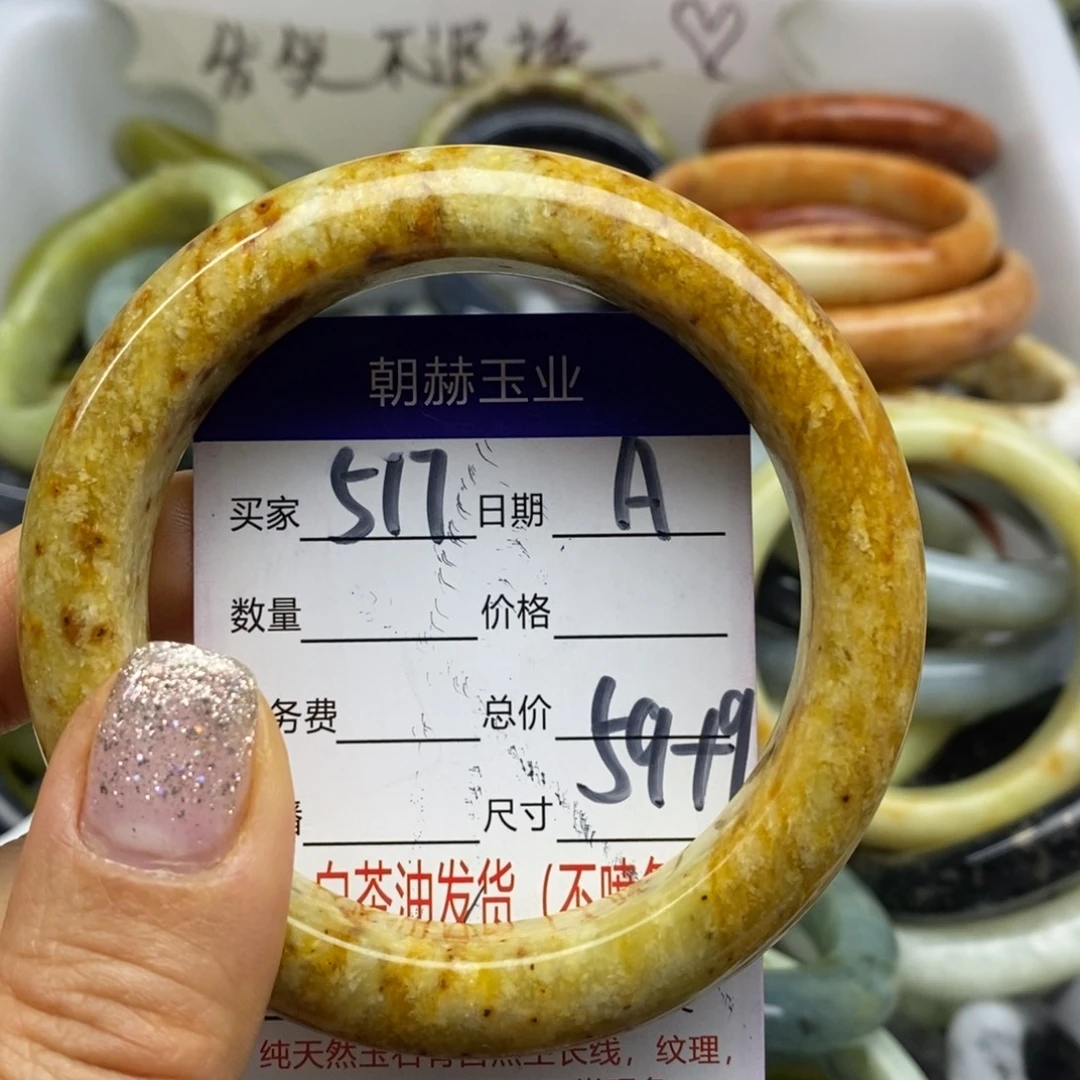 朝赫玉业
买家 517 日期 A
数量 价格
务费 总价 59+9
尺寸
白茶油发货（不喷
纯天然玉石有自然生长线，纹理，